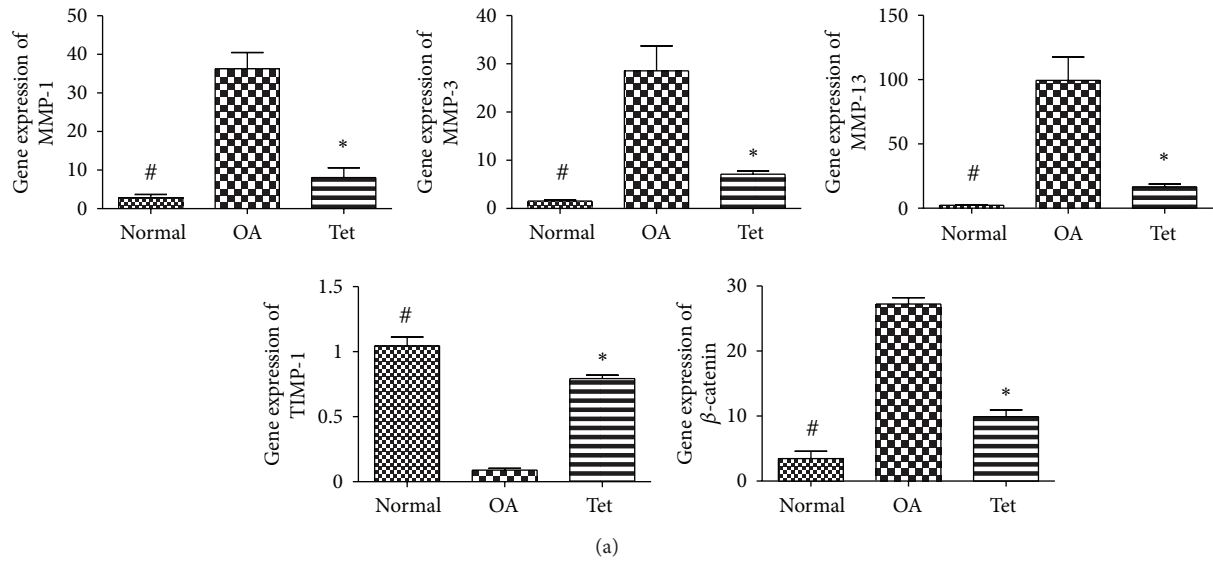 Gene expression of
MMP-1
50
40
30
20
10
0
#
*
Normal
OA
Tet
Gene expression of
MMP-3
40
30
20
10
0
#
*
Normal
OA
Tet
Gene expression of
MMP-13
150
100
50
0
#
*
Normal
OA
Tet
Gene expression of
TIMP-1
1.5
1
0.5
0
#
*
Normal
OA
Tet
Gene expression of
β-catenin
30
20
10
0
#
*
Normal
OA
Tet
(a)